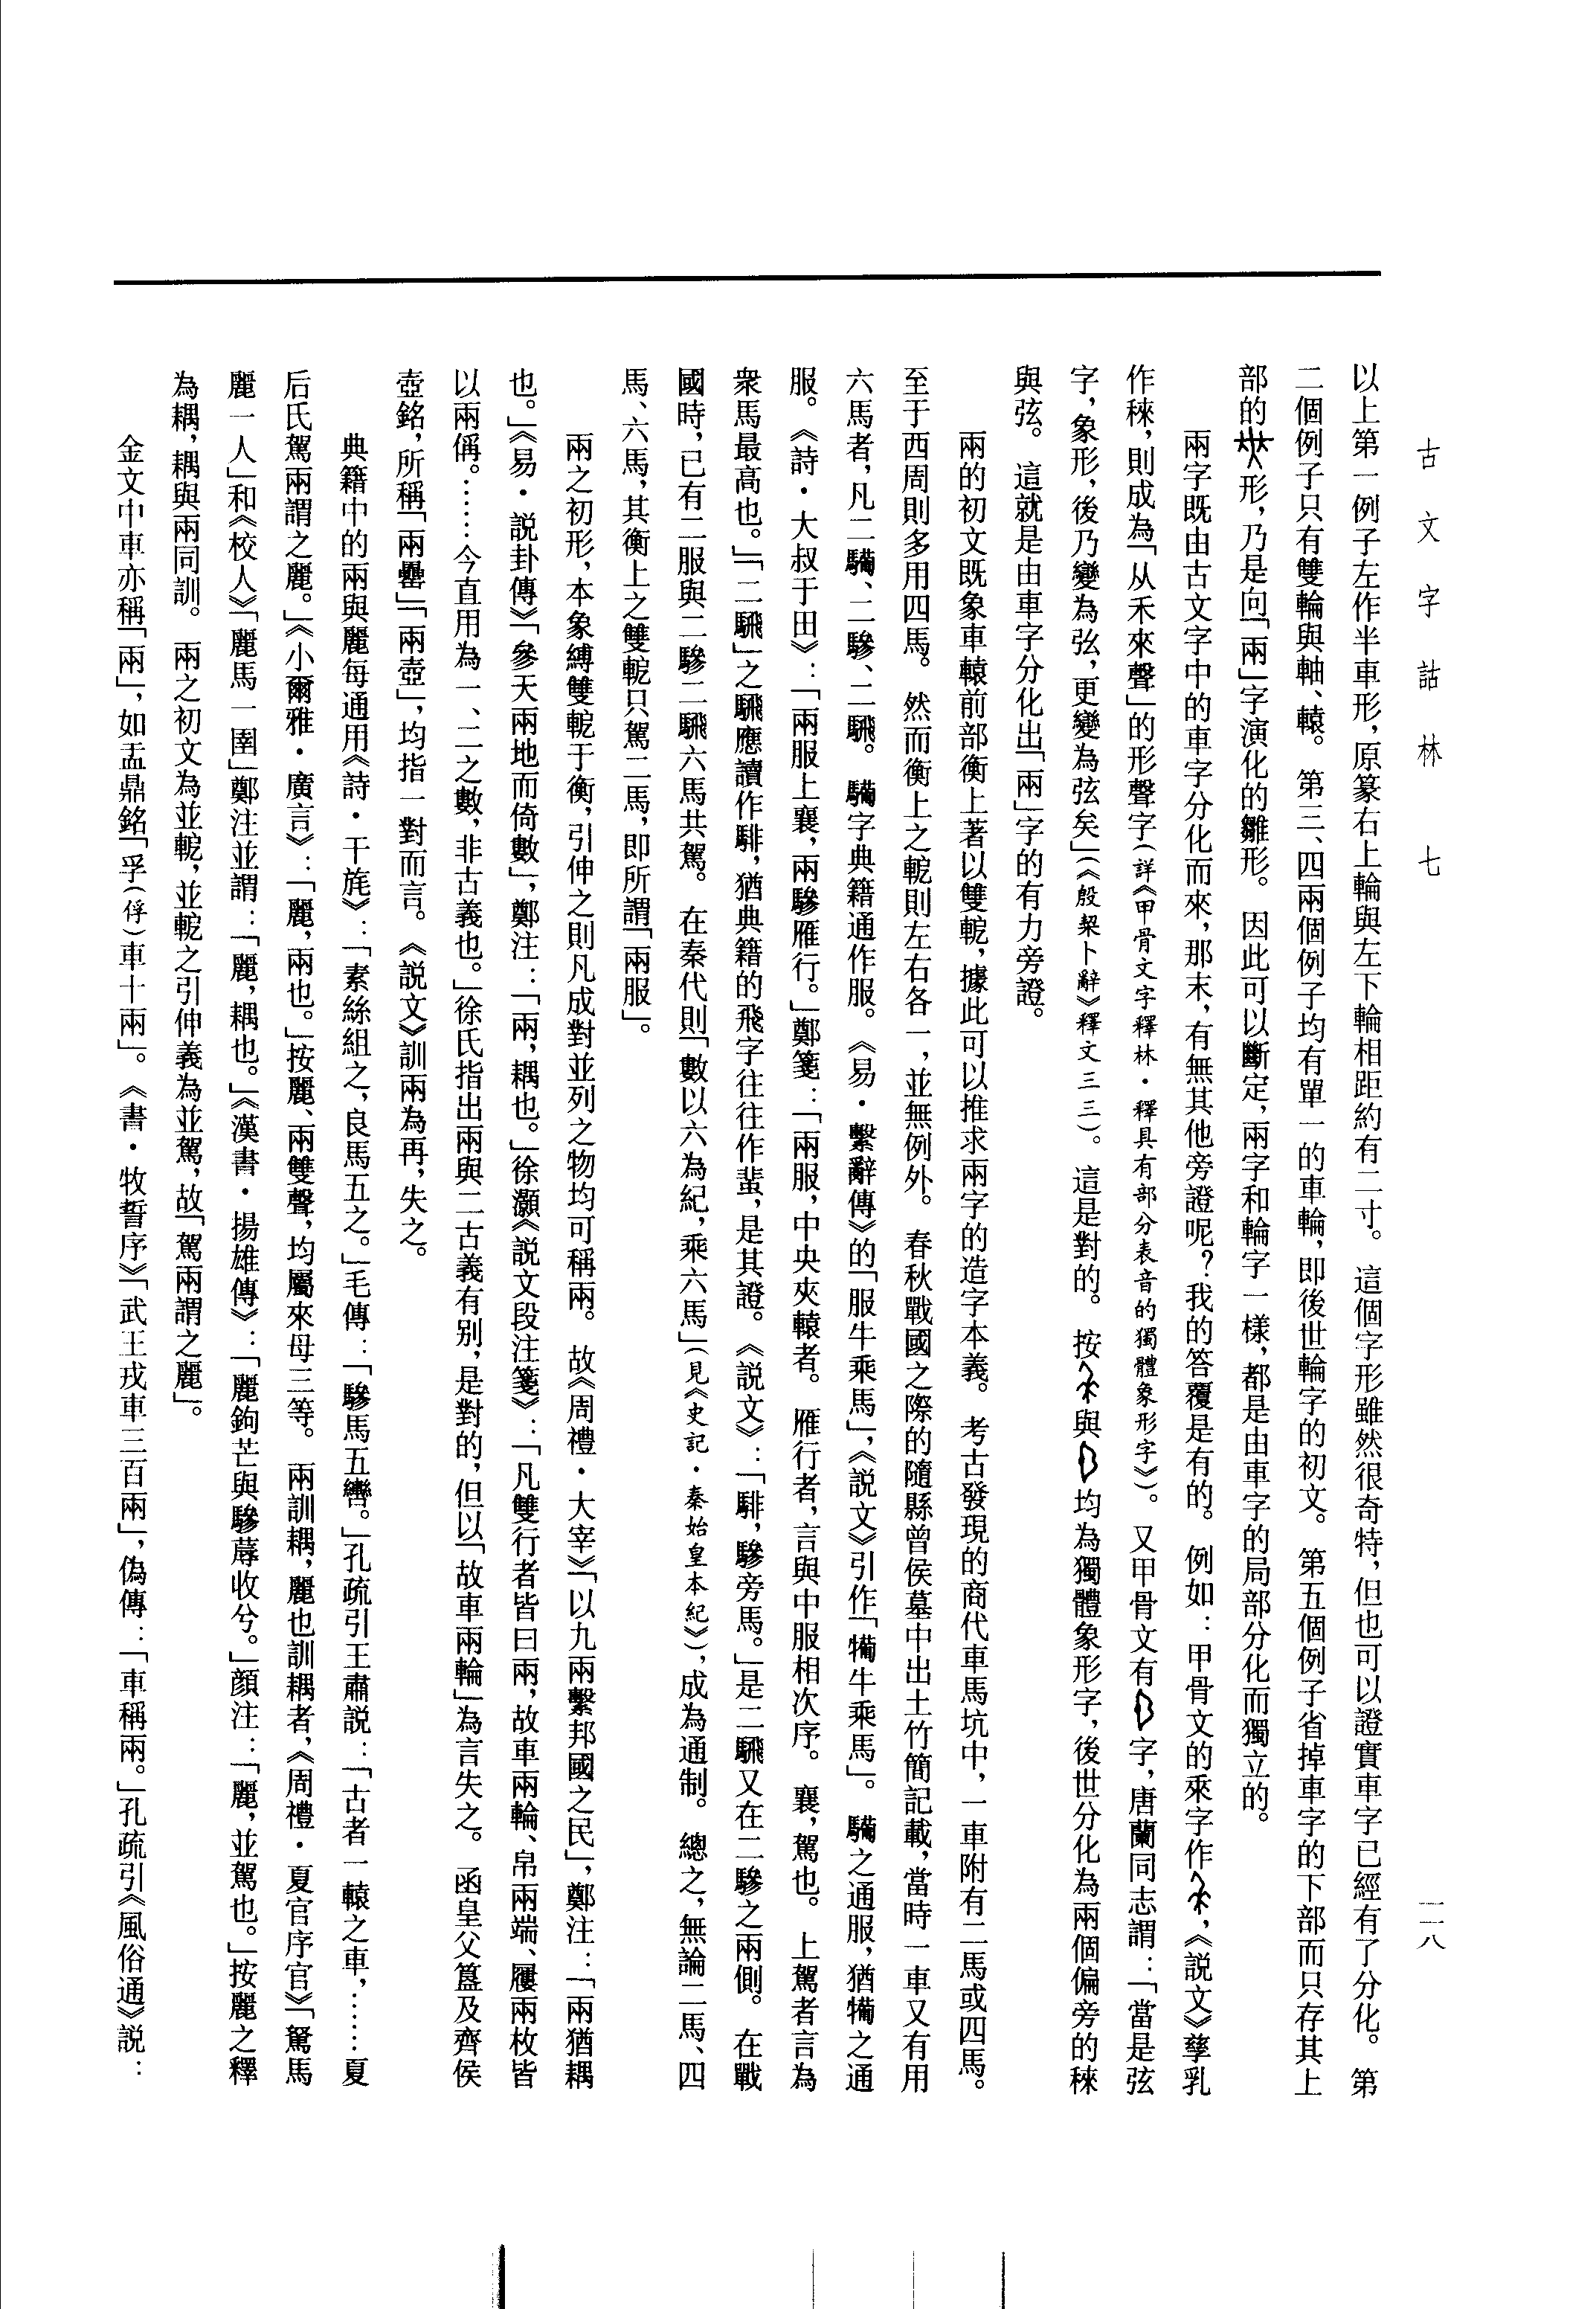 古文字詁林　七
一一八
以上第一例子左作半車形，原篆右上輪與左下輪相距約有二寸。這個字形雖然很奇特，但也可以證實車字已經有了分化。第
二個例子只有雙輪與軸、轅。第三、四兩個例子均有單一的車輪，即後世輪字的初文。第五個例子省掉車字的下部而只存其上
部的形，乃是向「兩」字演化的雛形。因此可以斷定，兩字和輪字一樣，都是由車字的局部分化而獨立的。
兩字既由古文字中的車字分化而來，那末，有無其他旁證呢？我的答覆是有的。例如：甲骨文的來字作，《說文》孳乳
作䅘，則成為「从禾來聲」的形聲字（詳《甲骨文字釋林·釋具有部分表音的獨體象形字》）。又甲骨文有字，唐蘭同志謂：「當是弦
字，象形，後乃變為弦，更變為弦矣」（《殷栔卜辭》釋文三三）。這是對的。按與均為獨體象形字，後世分化為兩個偏旁的䅘
與弦。這就是由車字分化出「兩」字的有力旁證。
兩的初文既象車轅前部衡上著以雙軶，據此可以推求兩字的造字本義。考古發現的商代車馬坑中，一車附有二馬或四馬。
至于西周則多用四馬。然而衡上之軶則左右各一，並無例外。春秋戰國之際的隨縣曾侯墓中出土竹簡記載，當時一車又有用
六馬者，凡二䮏、二驂、二騛。䮏字典籍通作服。《易·繫辭傳》的「服牛乘馬」，《說文》引作「犕牛乘馬」。䮏之通服，猶犕之通
服。《詩·大叔于田》：「兩服上襄，兩驂雁行。」鄭箋：「兩服，中央夾轅者。雁行者，言與中服相次序。襄，駕也。上駕者言為
衆馬最高也。」「二騛」之騛應讀作騑，猶典籍的飛字往往作蜚，是其證。《說文》：「騑，驂旁馬。」是二騛又在二驂之兩側。在戰
國時，已有二服與二驂二騛六馬共駕。在秦代則「數以六為紀，乘六馬」（見《史記·秦始皇本紀》），成為通制。總之，無論二馬、四
馬、六馬，其衡上之雙軶只駕二馬，即所謂「兩服」。
兩之初形，本象縛雙軶于衡，引伸之則凡成對並列之物均可稱兩。故《周禮·大宰》「以九兩繫邦國之民」，鄭注：「兩猶耦
也。」《易·說卦傳》「參天兩地而倚數」，鄭注：「兩，耦也。」徐灝《說文段注箋》：「凡雙行者皆曰兩，故車兩輪、帛兩端、屨兩枚皆
以兩偁。……今直用為一、二之數，非古義也。」徐氏指出兩與二古義有別，是對的，但以「故車兩輪」為言失之。函皇父簋及齊侯
壺銘，所稱「兩罍」「兩壺」，均指一對而言。《說文》訓兩為再，失之。
典籍中的兩與麗每通用《詩·干旄》：「素絲組之，良馬五之。」毛傳：「驂馬五轡。」孔疏引王肅說：「古者一轅之車，……夏
后氏駕兩謂之麗。」《小爾雅·廣言》：「麗，兩也。」按麗、兩雙聲，均屬來母三等。兩訓耦，麗也訓耦者，《周禮·夏官序官》「駑馬
麗一人」和《校人》「麗馬一圉」鄭注並謂：「麗，耦也。」《漢書·揚雄傳》：「麗鉤芒與驂蓐收兮。」顏注：「麗，並駕也。」按麗之釋
為耦，耦與兩同訓。兩之初文為並軶，並軶之引伸義為並駕，故「駕兩謂之麗」。
金文中車亦稱「兩」，如盂鼎銘「孚（俘）車十兩」。《書·牧誓序》「武王戎車三百兩」，偽傳：「車稱兩。」孔疏引《風俗通》說：